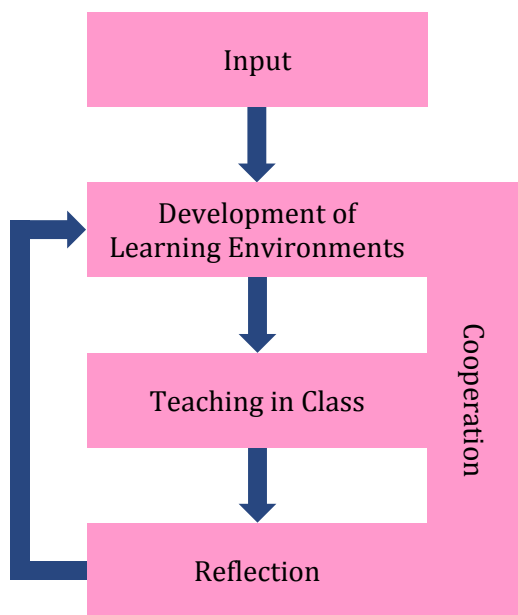 Input
Development of
Learning Environments
Cooperation
Teaching in Class
Reflection